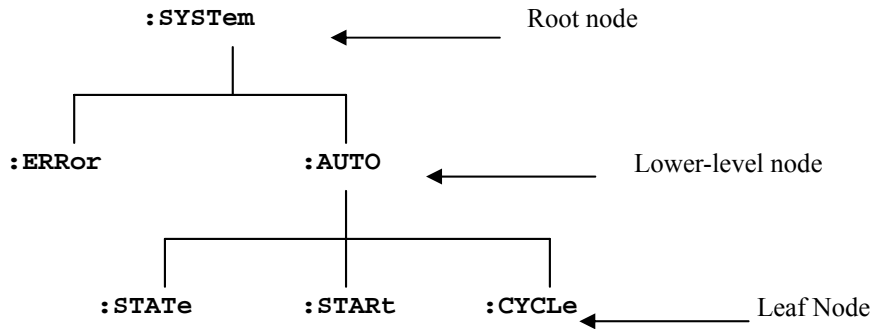 :SYSTem Root node
:ERRor :AUTO Lower-level node
:STATe :STARt :CYCLe Leaf Node